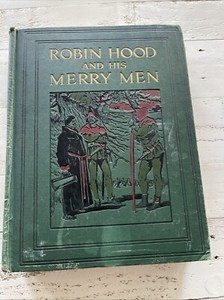 ROBIN HOOD
AND HIS
MERRY MEN